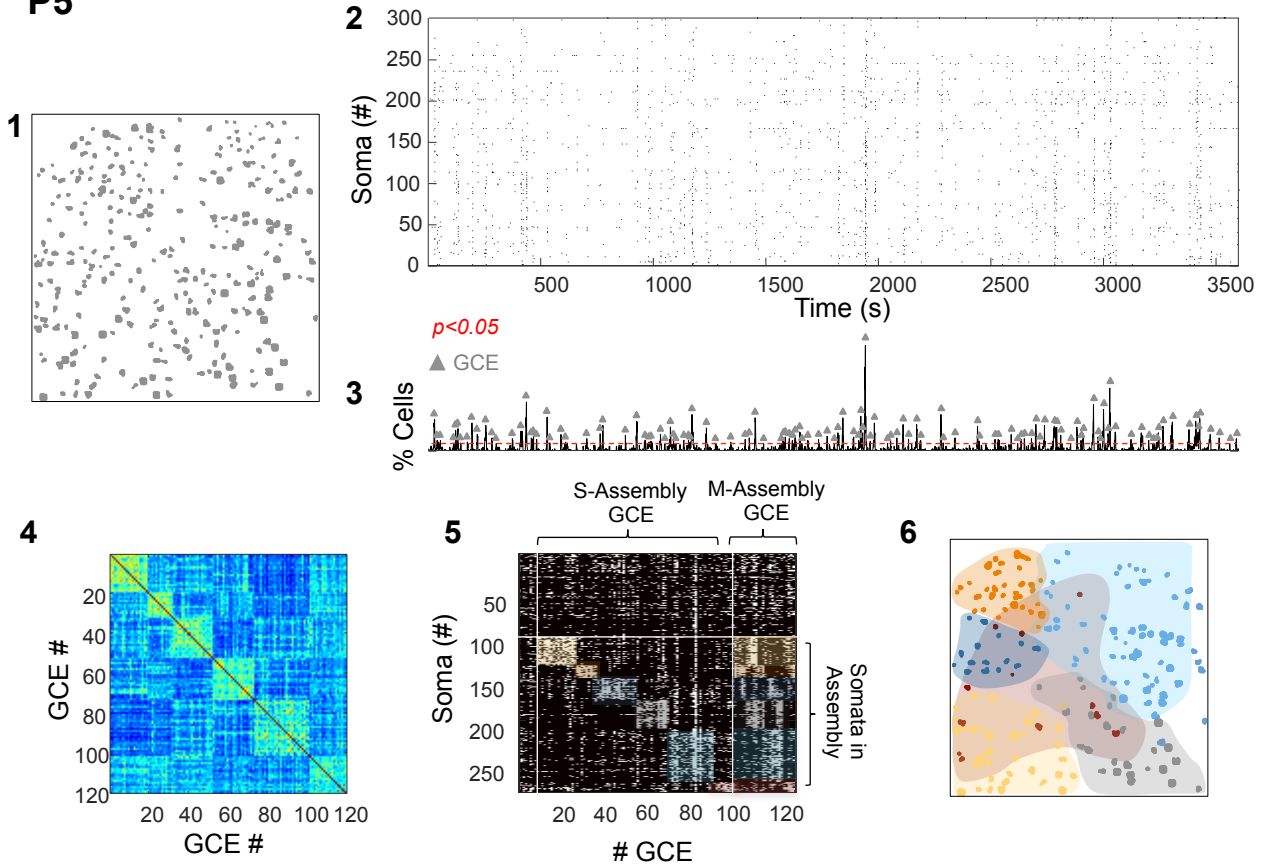 P5
1
2
300
250
200
150
100
50
0
Soma (#)
500 1000 1500 2000 2500 3000 3500
Time (s)
3
p<0.05
GCE
% Cells
4
20
40
60
80
100
120
GCE #
20 40 60 80 100 120
GCE #
5
S-Assembly
GCE
M-Assembly
GCE
50
100
150
200
250
Soma (#)
20 40 60 80 100 120
# GCE
Somata in
Assembly
6